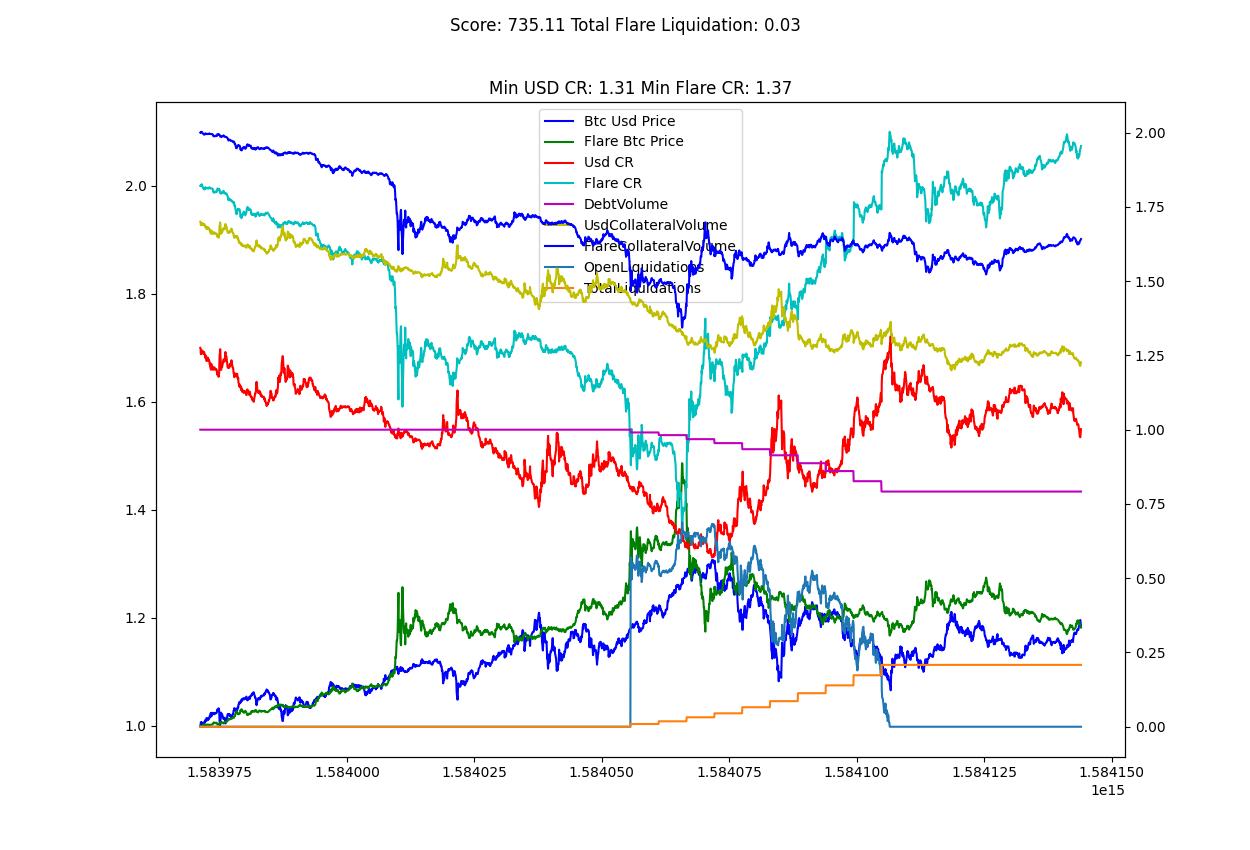 Score: 735.11 Total Flare Liquidation: 0.03
Min USD CR: 1.31 Min Flare CR: 1.37
Btc Usd Price
Flare Btc Price
Usd CR
Flare CR
DebtVolume
UsdCollateralVolume
FlareCollateralVolume
OpenLiquidations
TotalLiquidations
2.0
1.8
1.6
1.4
1.2
1.0
2.00
1.75
1.50
1.25
1.00
0.75
0.50
0.25
0.00
1.583975 1.584000 1.584025 1.584050 1.584075 1.584100 1.584125 1.584150
1e15